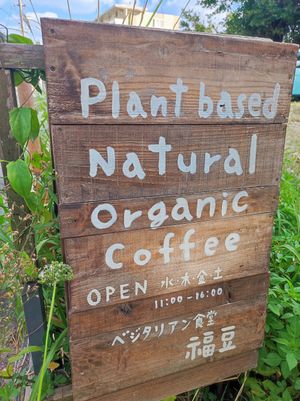 Plant based
Natural
Organic
Coffee
OPEN 水・木・金・土
11:00-16:00
ベジタリアン食堂
福豆